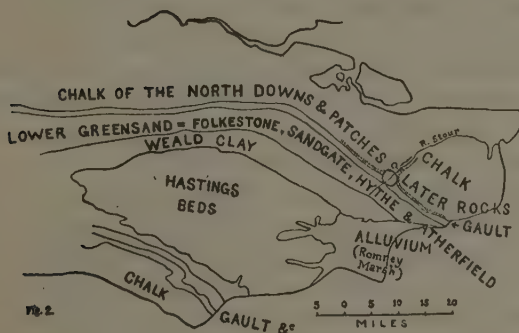 CHALK OF THE NORTH DOWNS & PATCHES OF LATER ROCKS
R. Stour
CHALK
LOWER GREENSAND = FOLKESTONE, SANDGATE, HYTHE & ATHERFIELD
WEALD CLAY
GAULT
HASTINGS
BEDS
ALLUVIUM
(Romney
Marsh)
CHALK
GAULT &c
Fig. 2
5 0 5 10 15 20
MILES